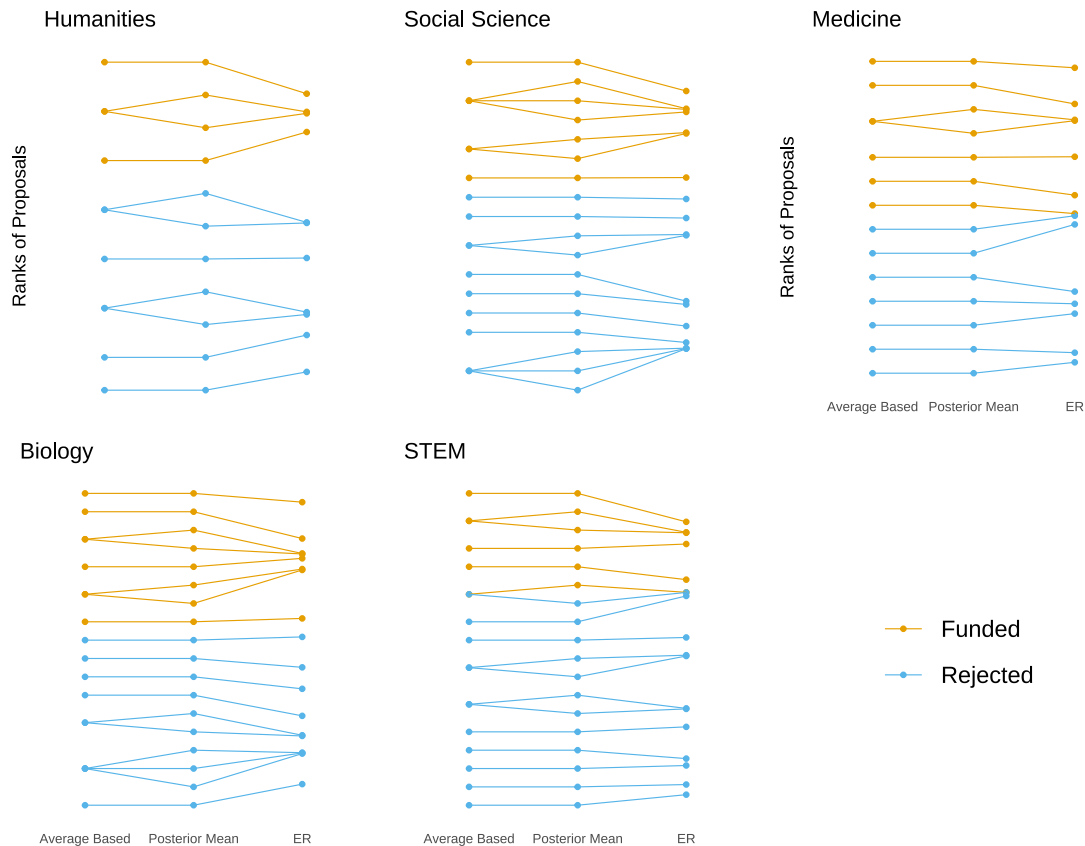 Humanities
Social Science
Medicine
Ranks of Proposals
Ranks of Proposals
Average Based Posterior Mean ER
Biology
STEM
Funded
Rejected
Average Based Posterior Mean ER
Average Based Posterior Mean ER